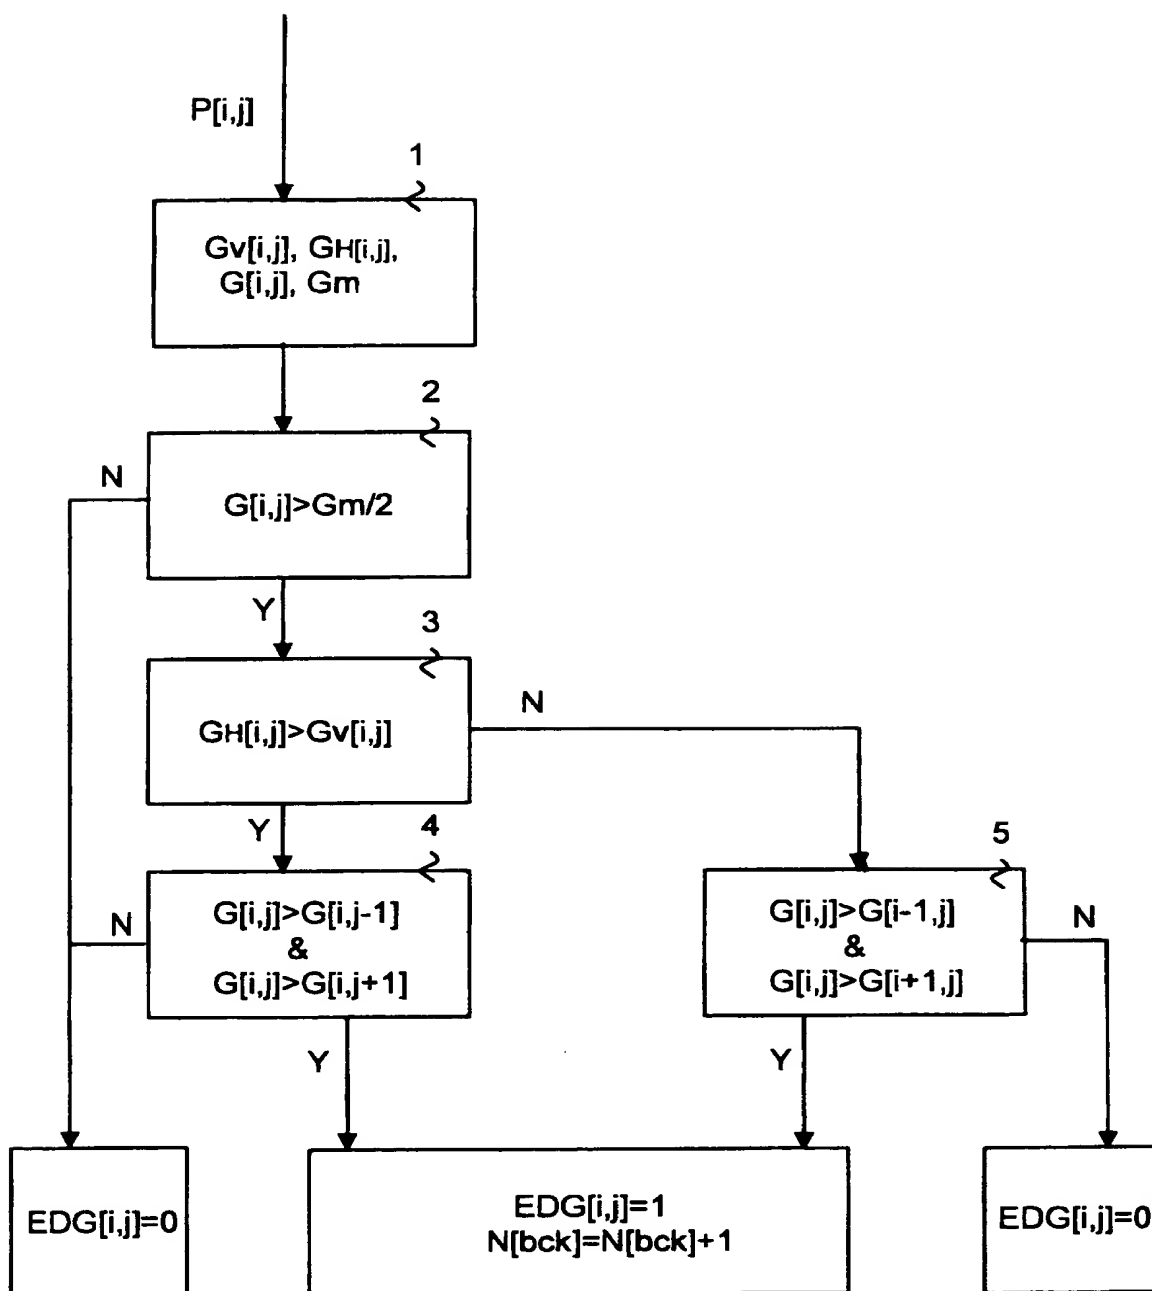 P[i,j]
1
Gv[i,j], GH[i,j],
G[i,j], Gm
2
N
G[i,j]>Gm/2
Y
3
N
GH[i,j]>Gv[i,j]
Y
4
5
G[i,j]>G[i,j-1]
&
G[i,j]>G[i,j+1]
N
G[i,j]>G[i-1,j]
&
G[i,j]>G[i+1,j]
N
Y
Y
EDG[i,j]=0
EDG[i,j]=1
N[bck]=N[bck]+1
EDG[i,j]=0